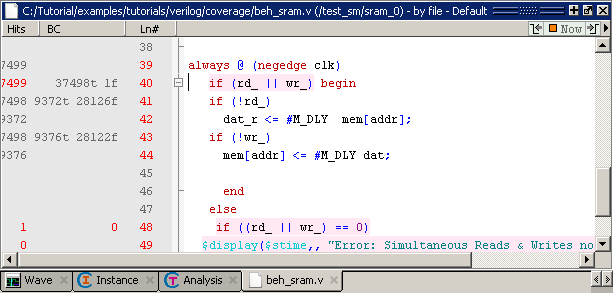 C:/Tutorial/examples/tutorials/verilog/coverage/beh_sram.v (/test_sm/sram_0) - by file - Default
Hits BC Ln# Now
38
7499 39 always @ (negedge clk)
7499 37498t 1f 40 if (rd_ || wr_) begin
7498 9372t 28126f 41 if (!rd_)
9372 42 dat_r <= #M_DLY mem[addr];
7498 9376t 28122f 43 if (!wr_)
9376 44 mem[addr] <= #M_DLY dat;
45
46 end
47 else
1 0 48 if ((rd_ || wr_) == 0)
0 49 $display($stime,, "Error: Simultaneous Reads & Writes no
Wave Instance Analysis beh_sram.v